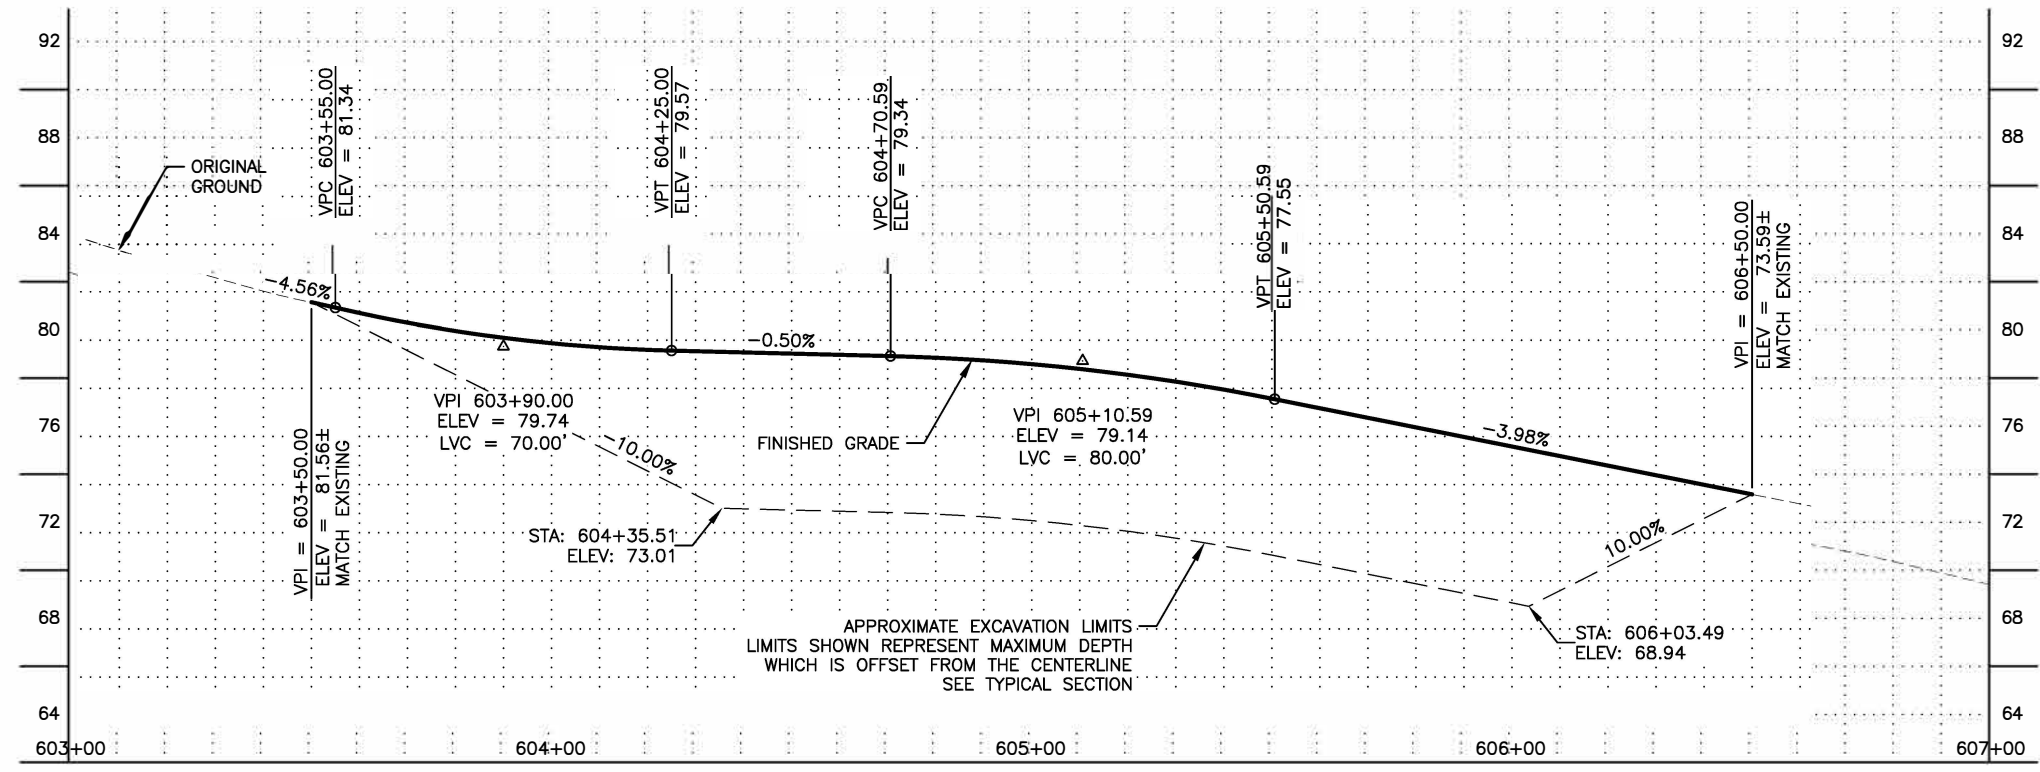 92
88
84
80
76
72
68
64
92
88
84
80
76
72
68
64
603+00
604+00
605+00
606+00
607+00
ORIGINAL
GROUND
VPC 603+55.00
ELEV = 81.34
VPT 604+25.00
ELEV = 79.57
VPC 604+70.59
ELEV = 79.34
VPT 605+50.59
ELEV = 77.55
VPI = 606+50.00
ELEV = 73.59±
MATCH EXISTING
-4.56%
-0.50%
-3.98%
VPI = 603+50.00
ELEV = 81.56±
MATCH EXISTING
VPI 603+90.00
ELEV = 79.74
LVC = 70.00'
-10.00%
FINISHED GRADE
VPI 605+10.59
ELEV = 79.14
LVC = 80.00'
STA: 604+35.51
ELEV: 73.01
10.00%
APPROXIMATE EXCAVATION LIMITS
LIMITS SHOWN REPRESENT MAXIMUM DEPTH
WHICH IS OFFSET FROM THE CENTERLINE
SEE TYPICAL SECTION
STA: 606+03.49
ELEV: 68.94